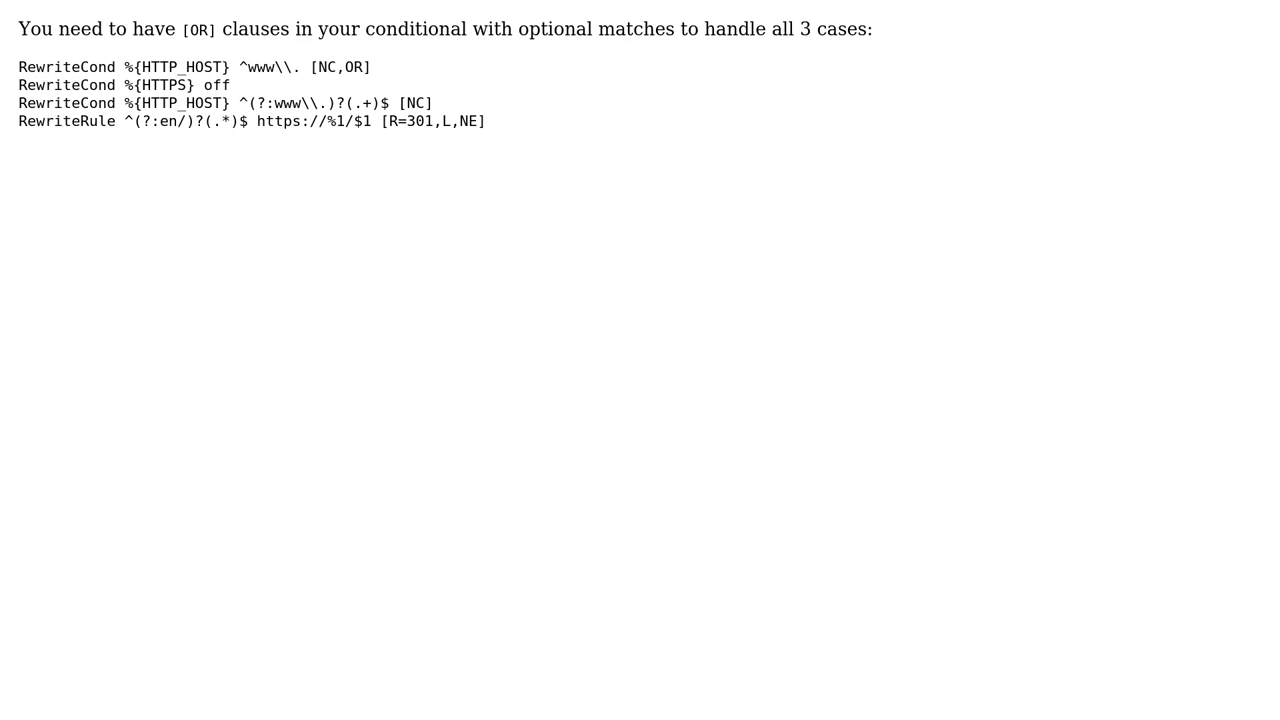 You need to have [OR] clauses in your conditional with optional matches to handle all 3 cases:
RewriteCond %{HTTP_HOST} ^www\\. [NC,OR]
RewriteCond %{HTTPS} off
RewriteCond %{HTTP_HOST} ^(?:www\\.)?(.+)$ [NC]
RewriteRule ^(?:en/)?(.*)$ https://%1/$1 [R=301,L,NE]